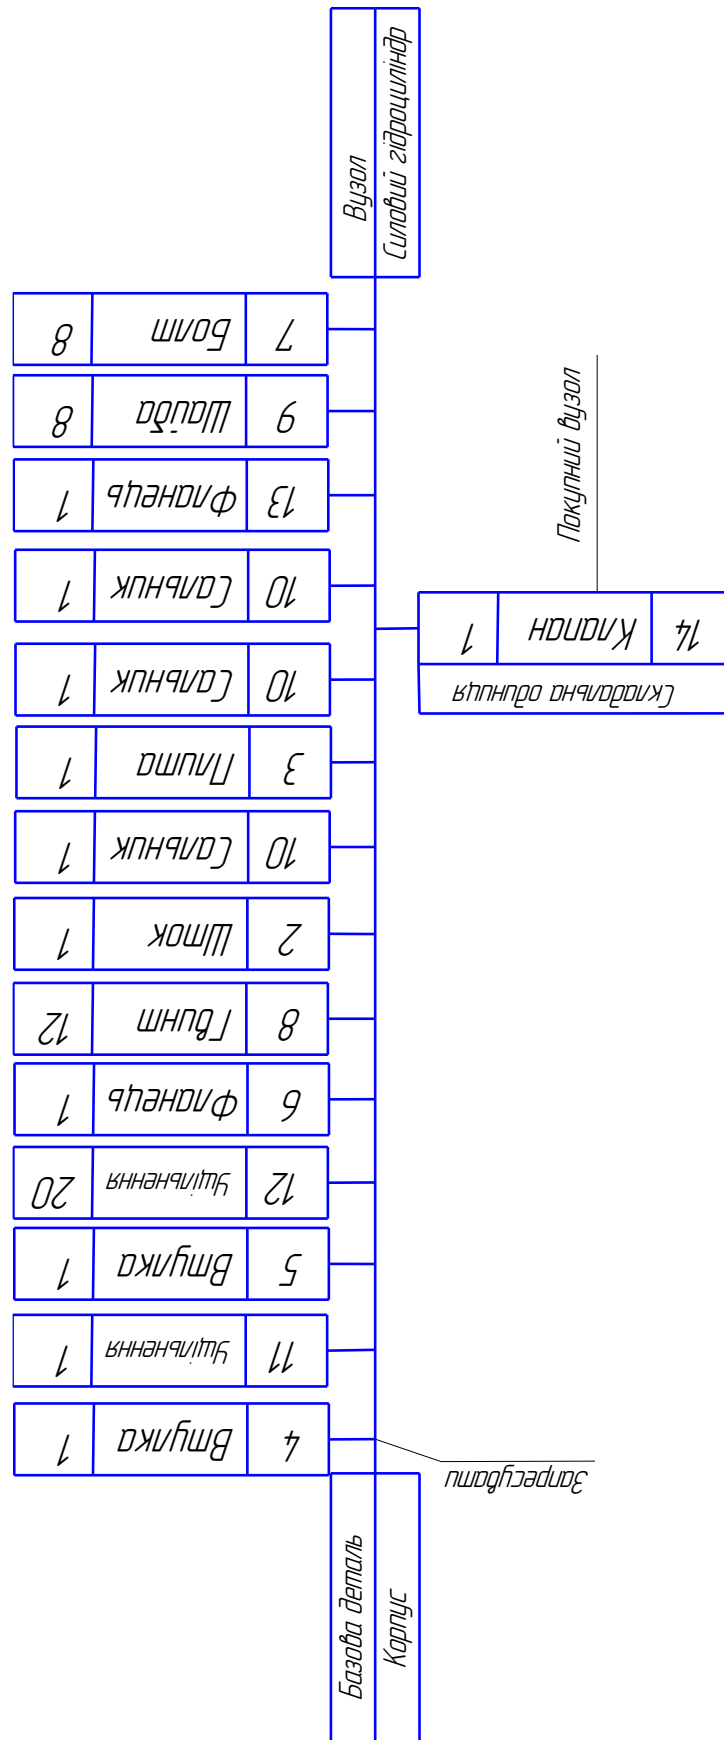 Вузол
Силовий гідроциліндр
7 Болт 8
9 Шайба 8
13 Фланець 1
10 Сальник 1
Покупний вузол
14 Клапан 1
Складальна одиниця
10 Сальник 1
3 Плита 1
10 Сальник 1
2 Шток 1
8 Гвинт 12
6 Фланець 1
12 Ущільнення 20
5 Втулка 1
11 Ущільнення 1
4 Втулка 1
Запресувати
Базова деталь
Корпус